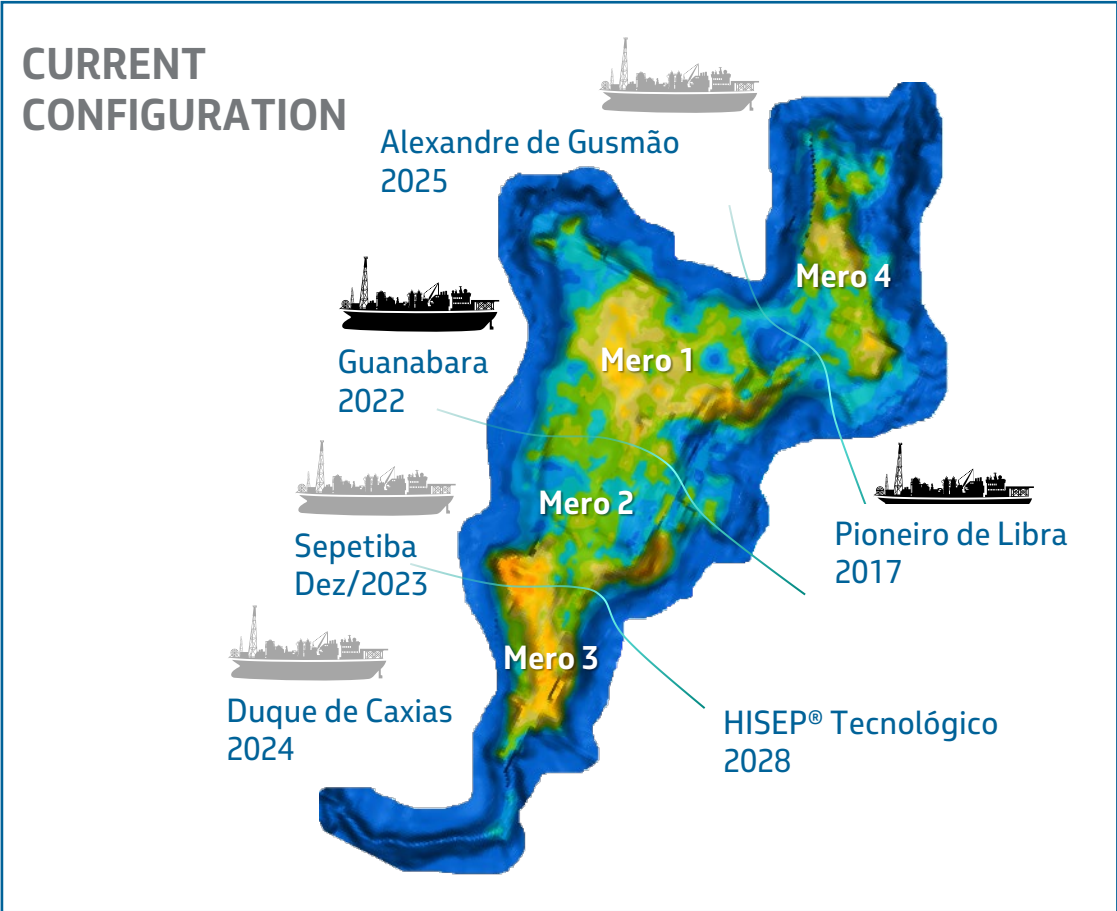 CURRENT
CONFIGURATION
Alexandre de Gusmão
2025
Mero 4
Guanabara
2022
Mero 1
Sepetiba
Dez/2023
Mero 2
Pioneiro de Libra
2017
Mero 3
Duque de Caxias
2024
HISEP® Tecnológico
2028